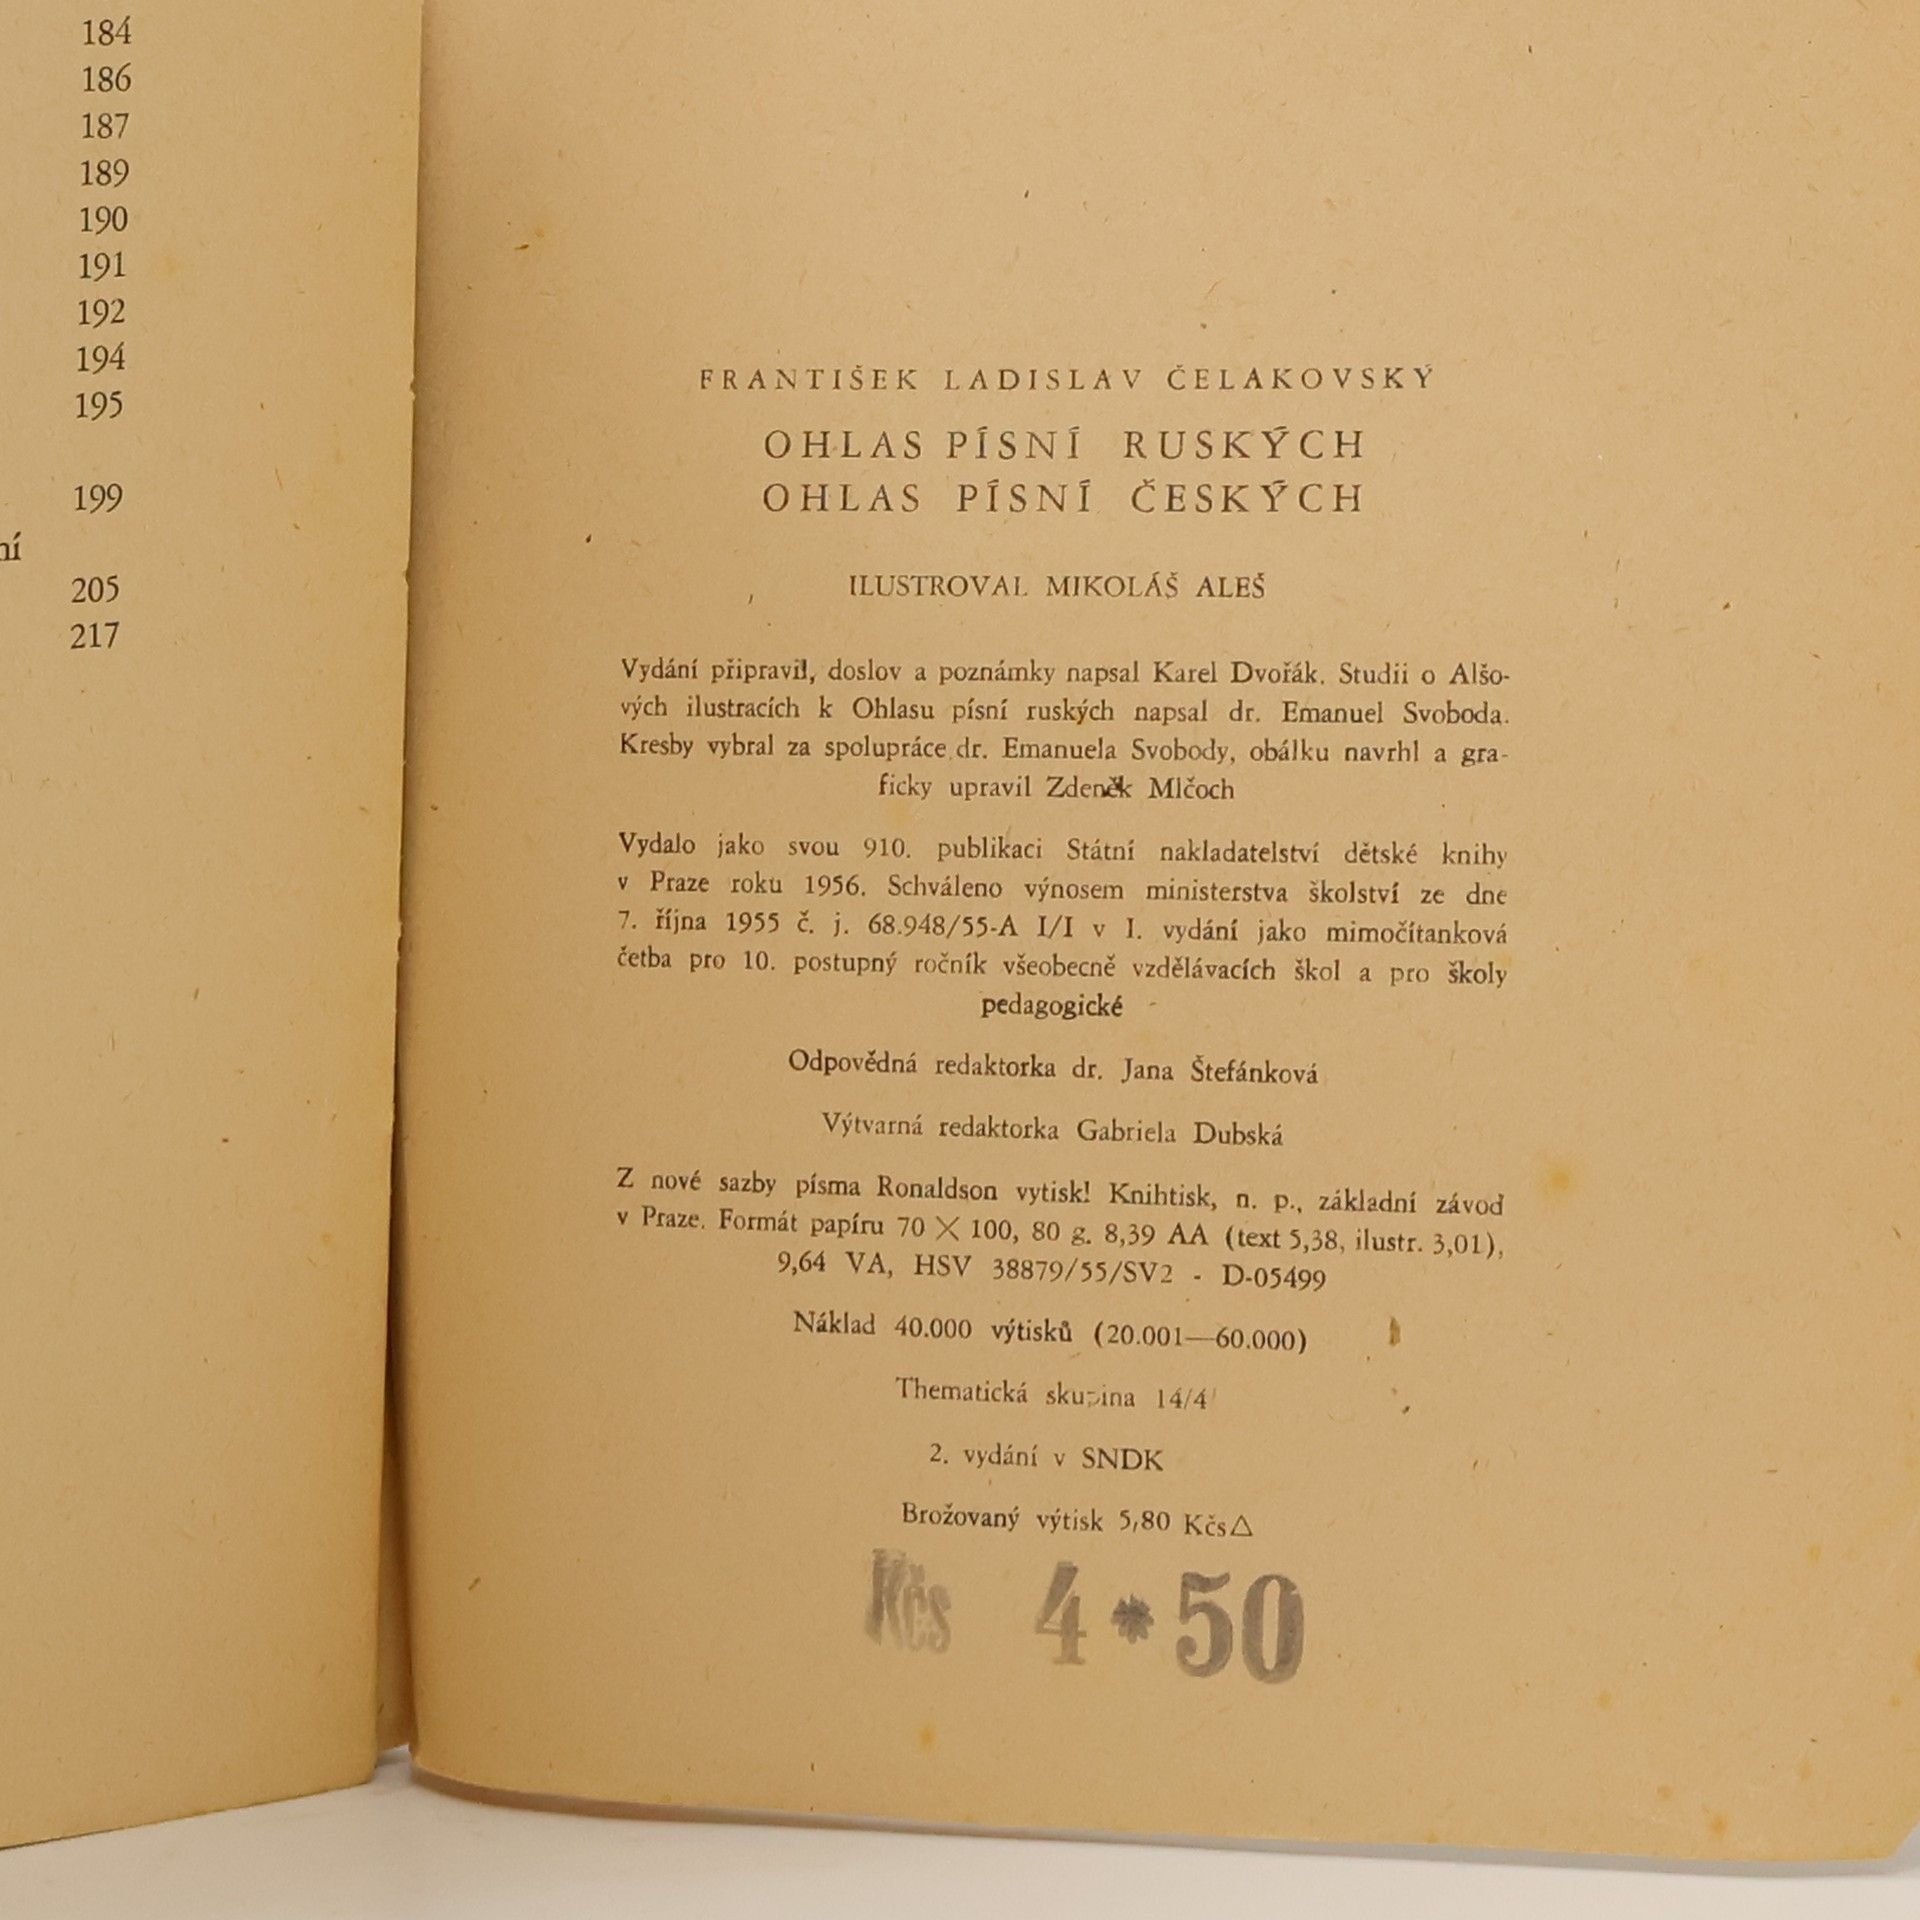 184
186
187
189
190
191
192
194
195
199
ní
205
217
FRANTIŠEK LADISLAV ČELAKOVSKÝ
OHLAS PÍSNÍ RUSKÝCH
OHLAS PÍSNÍ ČESKÝCH
ILUSTROVAL MIKOLÁŠ ALEŠ
Vydání připravil, doslov a poznámky napsal Karel Dvořák. Studii o Alšo-
vých ilustracích k Ohlasu písní ruských napsal dr. Emanuel Svoboda.
Kresby vybral za spolupráce dr. Emanuela Svobody, obálku navrhl a gra-
ficky upravil Zdeněk Mlčoch
Vydalo jako svou 910. publikaci Státní nakladatelství dětské knihy
v Praze roku 1956. Schváleno výnosem ministerstva školství ze dne
7. října 1955 č. j. 68.948/55-A I/I v I. vydání jako mimočítanková
četba pro 10. postupný ročník všeobecně vzdělávacích škol a pro školy
pedagogické
Odpovědná redaktorka dr. Jana Štefánková
Výtvarná redaktorka Gabriela Dubská
Z nové sazby písma Ronaldson vytiskl Knihtisk, n. p., základní závod
v Praze. Formát papíru 70 × 100, 80 g. 8,39 AA (text 5,38, ilustr. 3,01),
9,64 VA, HSV 38879/55/SV2 - D-05499
Náklad 40.000 výtisků (20.001—60.000)
Thematická skupina 14/4
2. vydání v SNDK
Brožovaný výtisk 5,80 Kčs△
Kčs 4*50